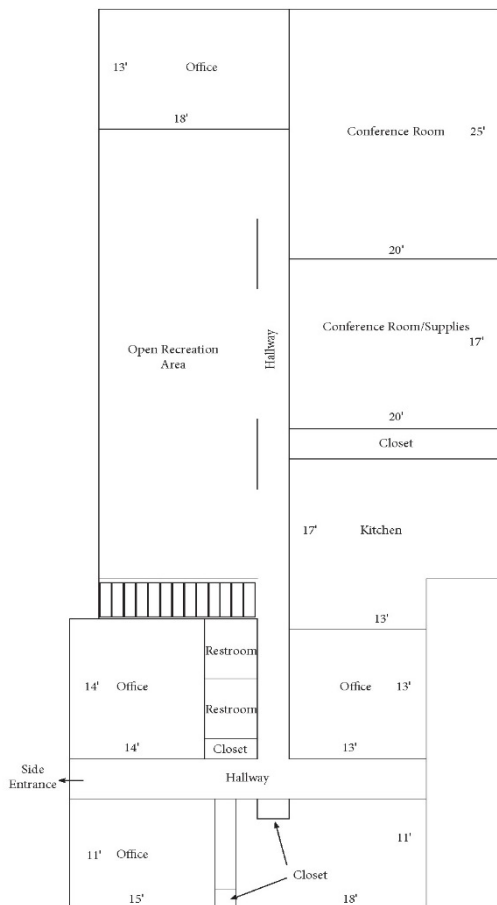 13' Office
18'
Conference Room 25'
20'
Hallway
Open Recreation
Area
Conference Room/Supplies
17'
20'
Closet
17' Kitchen
13'
Restroom
14' Office
Restroom
Office 13'
14'
Closet
13'
Side
Entrance
Hallway
11' Office
11'
Closet
15'
18'